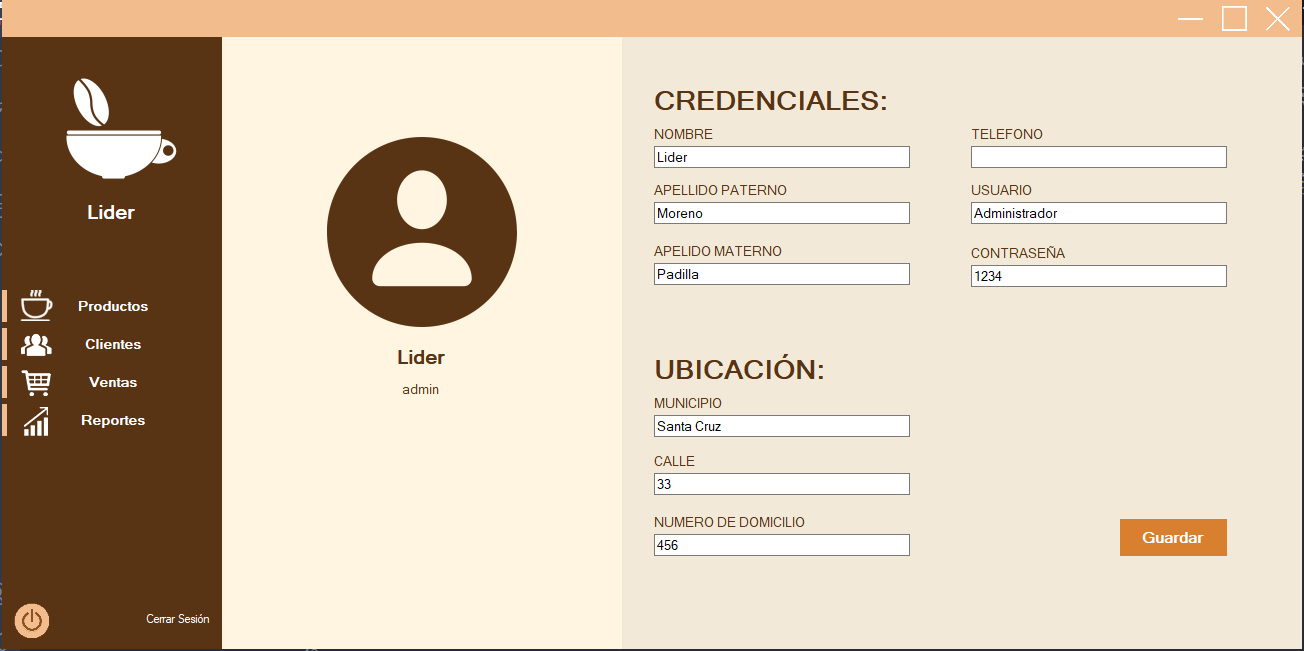 Lider
Productos
Clientes
Ventas
Reportes
Cerrar Sesión
Lider
admin
CREDENCIALES:
NOMBRE
Lider
APELLIDO PATERNO
Moreno
APELIDO MATERNO
Padilla
TELEFONO
USUARIO
Administrador
CONTRASEÑA
1234
UBICACIÓN:
MUNICIPIO
Santa Cruz
CALLE
33
NUMERO DE DOMICILIO
456
Guardar